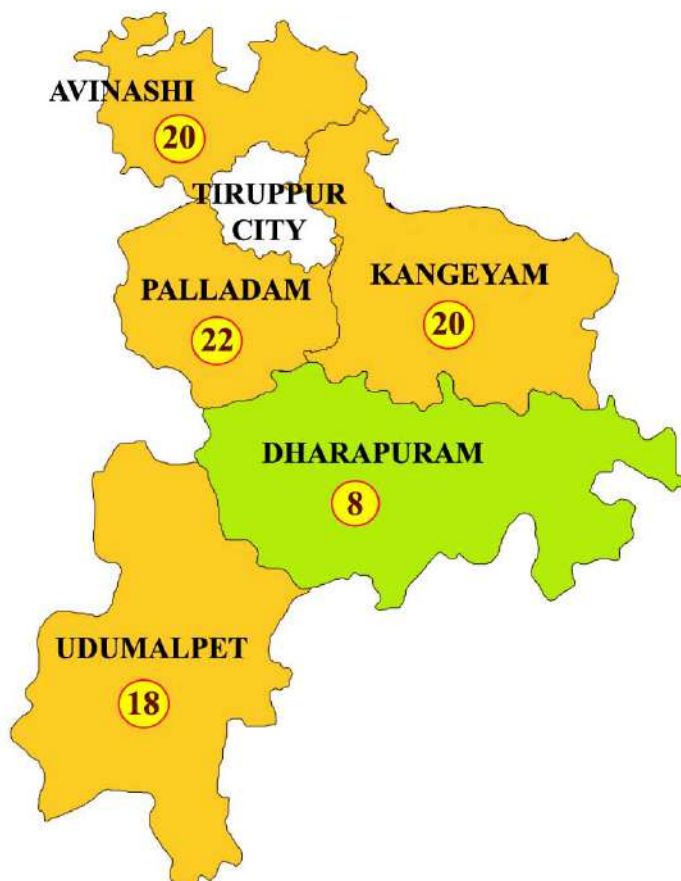 AVINASHI
20
TIRUPPUR
CITY
PALLADAM
22
KANGEYAM
20
DHARAPURAM
8
UDUMALPET
18